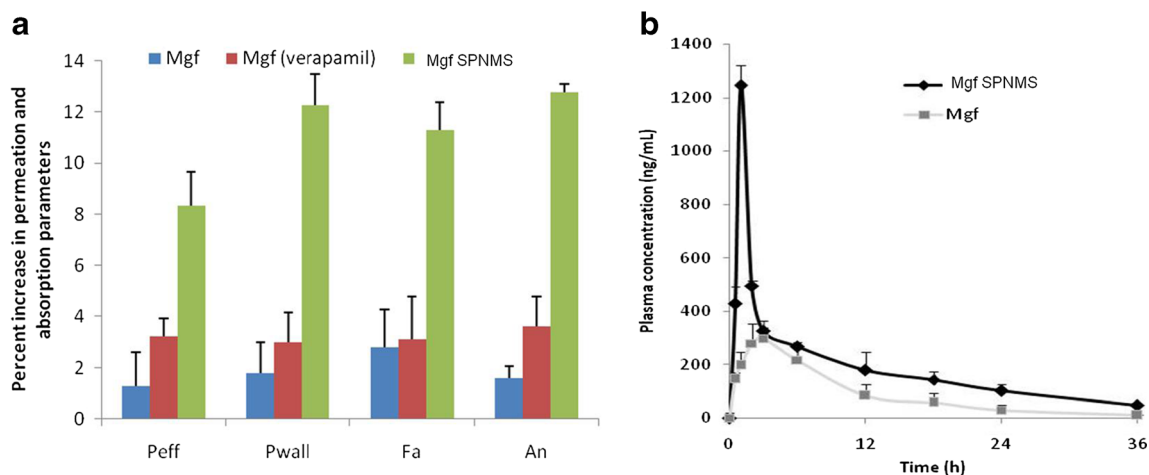 a
Mgf
Mgf (verapamil)
Mgf SPNMS
Percent increase in permeation and
absorption parameters
14
12
10
8
6
4
2
0
Peff
Pwall
Fa
An
b
Mgf SPNMS
Mgf
Plasma concentration (ng/mL)
1400
1200
1000
800
600
400
200
0
0
12
24
36
Time (h)